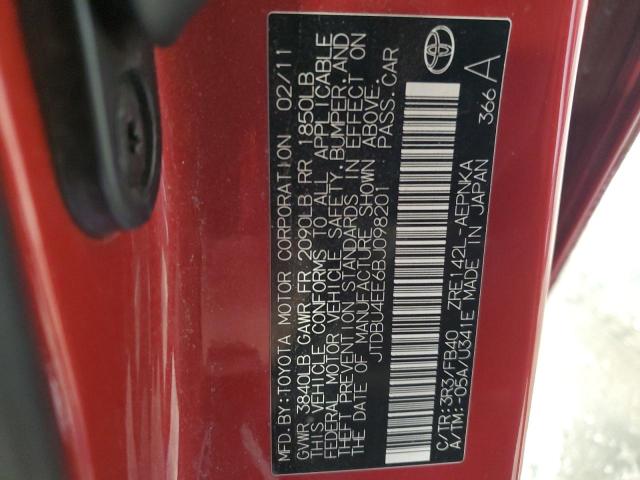 MFD.BY:TOYOTA MOTOR CORPORATION 02/11
GVWR 3840LB GAWR FR 2090LB RR 1850LB
THIS VEHICLE CONFORMS TO ALL APPLICABLE
FEDERAL MOTOR VEHICLE SAFETY, BUMPER, AND
THEFT PREVENTION STANDARDS IN EFFECT ON
THE DATE OF MANUFACTURE SHOWN ABOVE.
JTDBU4EE6BJ098201 PASS.CAR
C/TR:3R3/FB40 ZRE142L-AEPNKA 366 A
A/TM:-05A/U341E MADE IN JAPAN